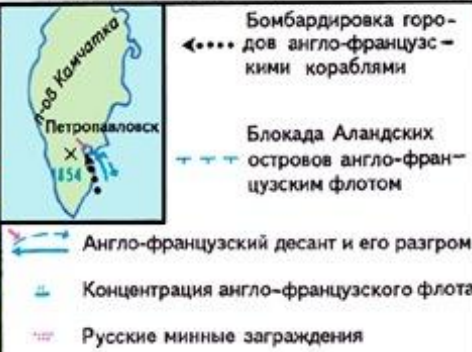 п-ов Камчатка
Петропавловск
1854
Бомбардировка горо-
дов англо-французс-
кими кораблями
Блокада Аландских
островов англо-фран-
цузским флотом
Англо-французский десант и его разгром
Концентрация англо-французского флота
Русские минные заграждения